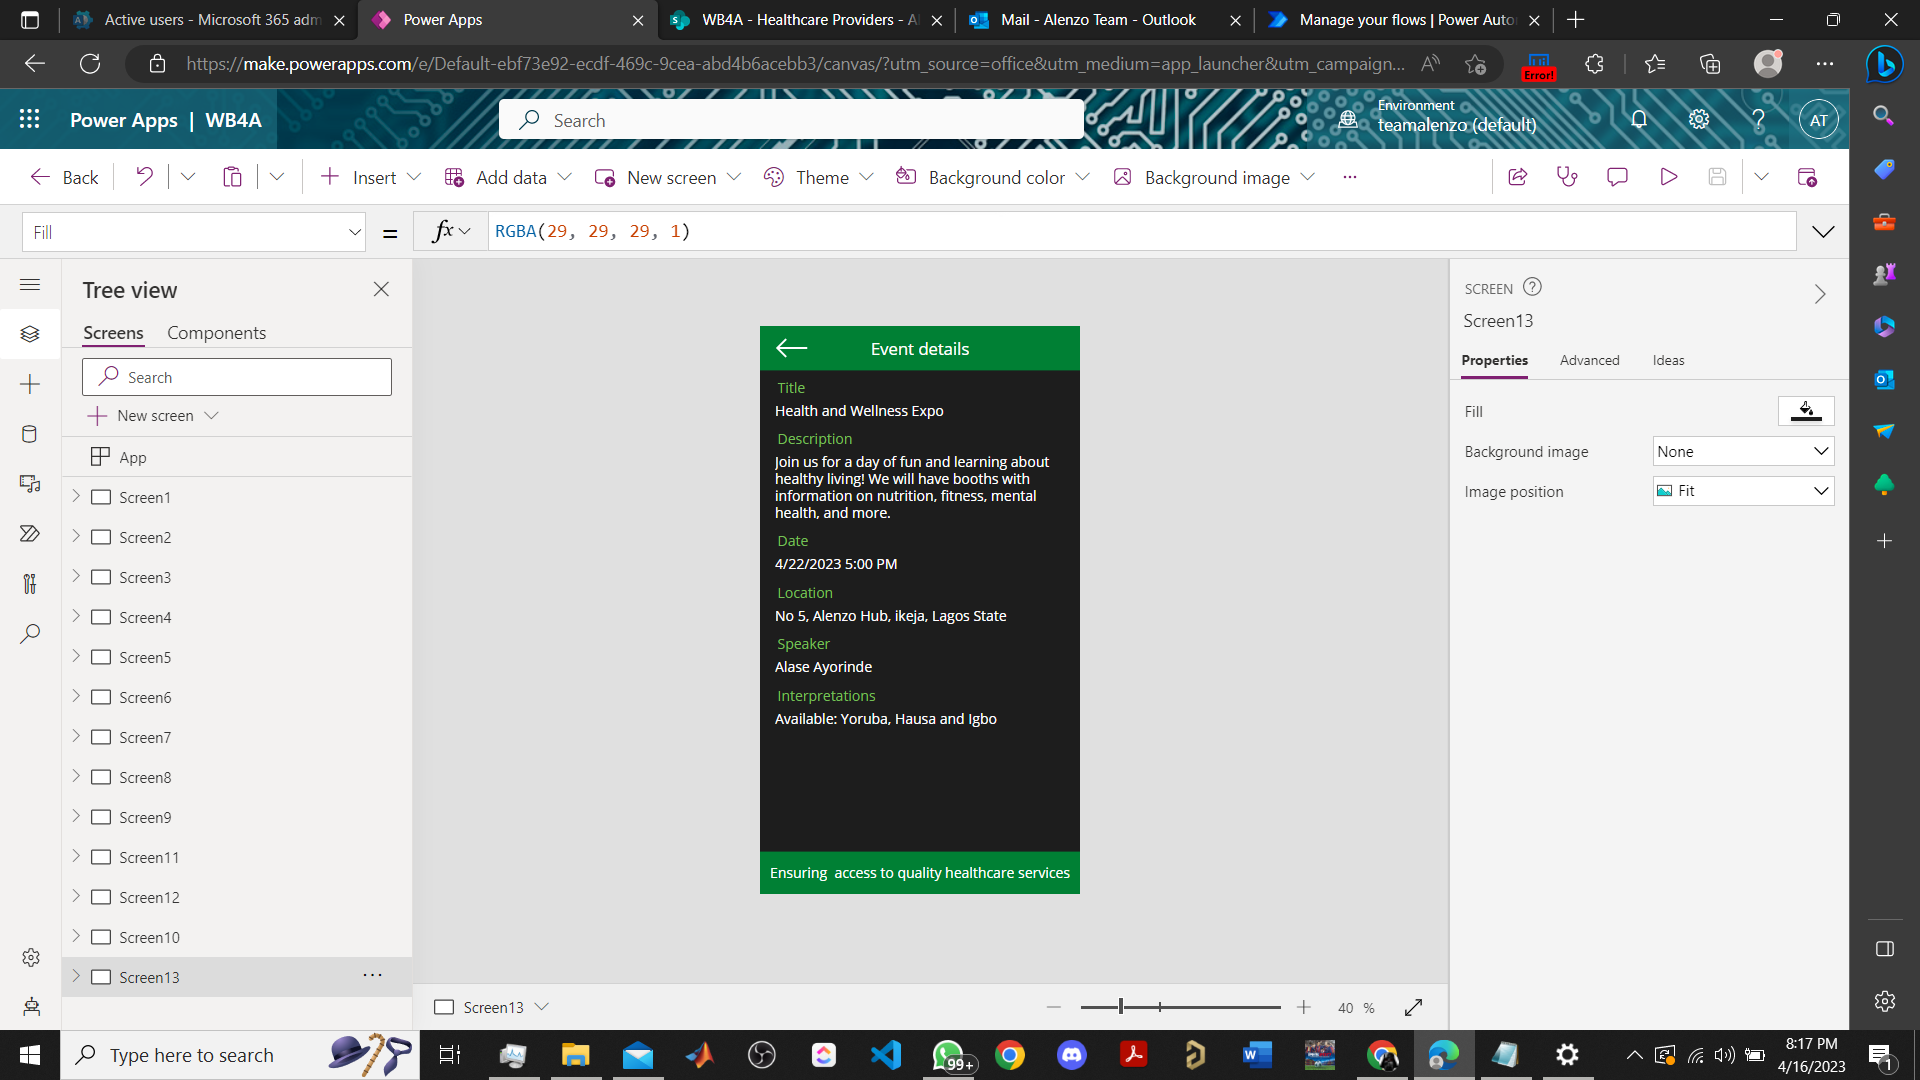 Active users - Microsoft 365 adm
Power Apps
WB4A - Healthcare Providers - Al
Mail - Alenzo Team - Outlook
Manage your flows | Power Auto
https://make.powerapps.com/e/Default-ebf73e92-ecdf-469c-9cea-abd4b6acebb3/canvas/?utm_source=office&utm_medium=app_launcher&utm_campaign...
Error!
Power Apps | WB4A
Search
Environment
teamalenzo (default)
AT
Back
Insert
Add data
New screen
Theme
Background color
Background image
Fill
=
fx
RGBA(29, 29, 29, 1)
Tree view
Screens
Components
Search
New screen
App
Screen1
Screen2
Screen3
Screen4
Screen5
Screen6
Screen7
Screen8
Screen9
Screen11
Screen12
Screen10
Screen13
Event details
Title
Health and Wellness Expo
Description
Join us for a day of fun and learning about
healthy living! We will have booths with
information on nutrition, fitness, mental
health, and more.
Date
4/22/2023 5:00 PM
Location
No 5, Alenzo Hub, ikeja, Lagos State
Speaker
Alase Ayorinde
Interpretations
Available: Yoruba, Hausa and Igbo
Ensuring  access to quality healthcare services
Screen13
40 %
SCREEN
Screen13
Properties
Advanced
Ideas
Fill
Background image
None
Image position
Fit
Type here to search
99+
8:17 PM
4/16/2023
1